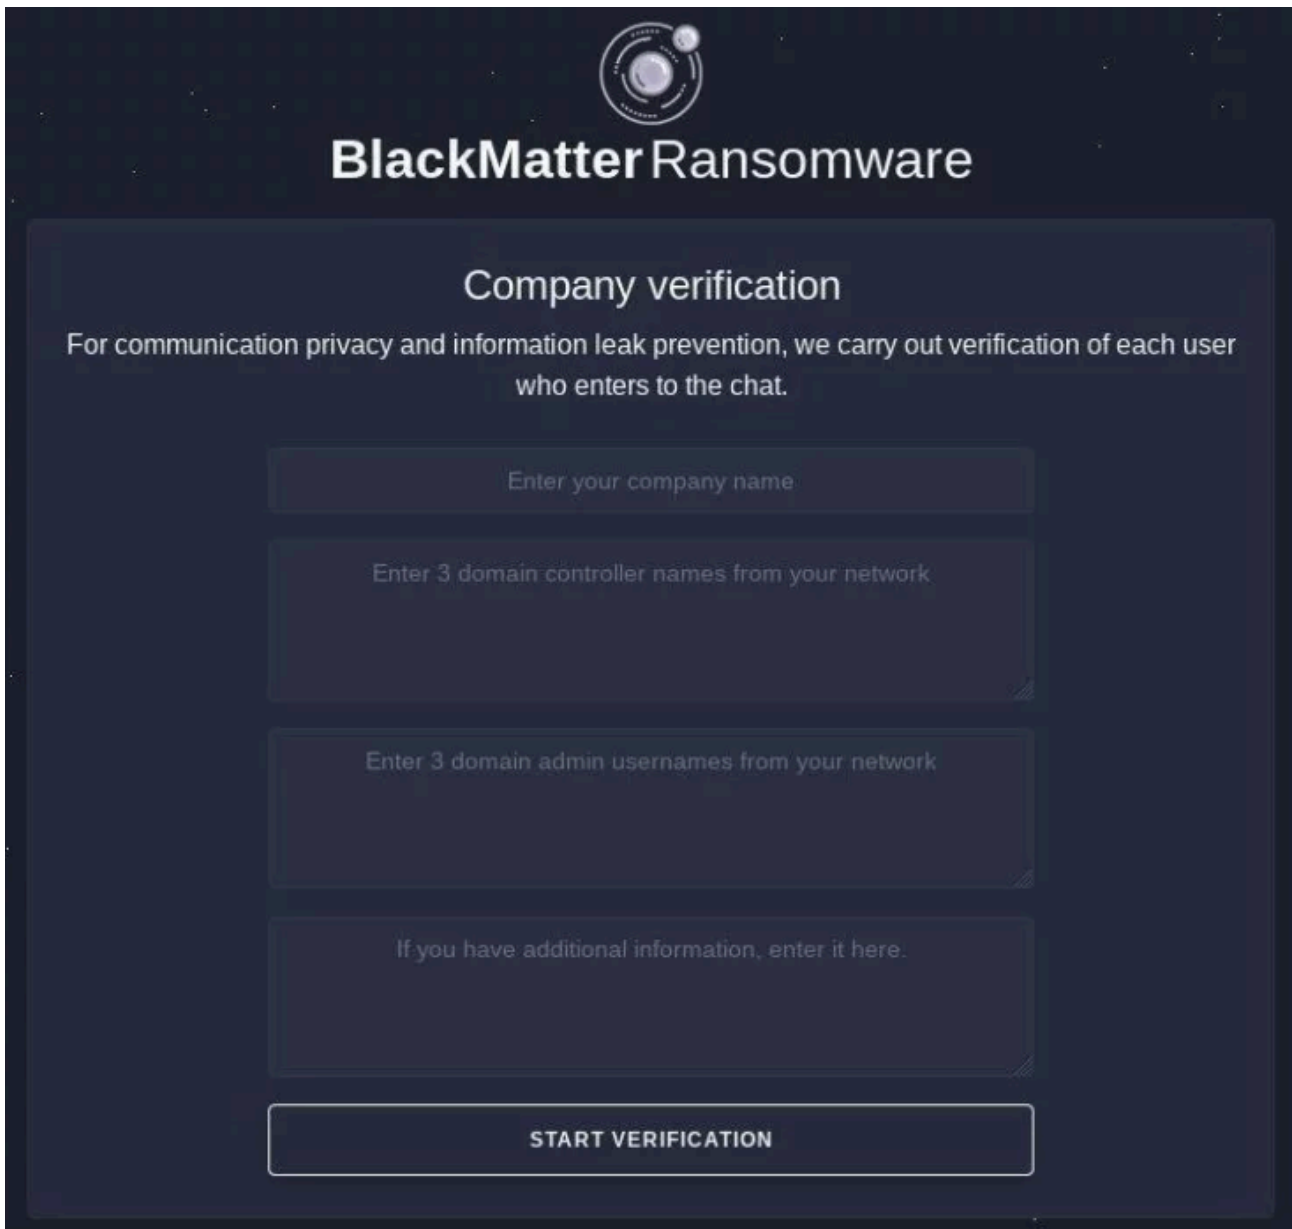 BlackMatter Ransomware
Company verification
For communication privacy and information leak prevention, we carry out verification of each user
who enters to the chat.
Enter your company name
Enter 3 domain controller names from your network
Enter 3 domain admin usernames from your network
If you have additional information, enter it here.
START VERIFICATION